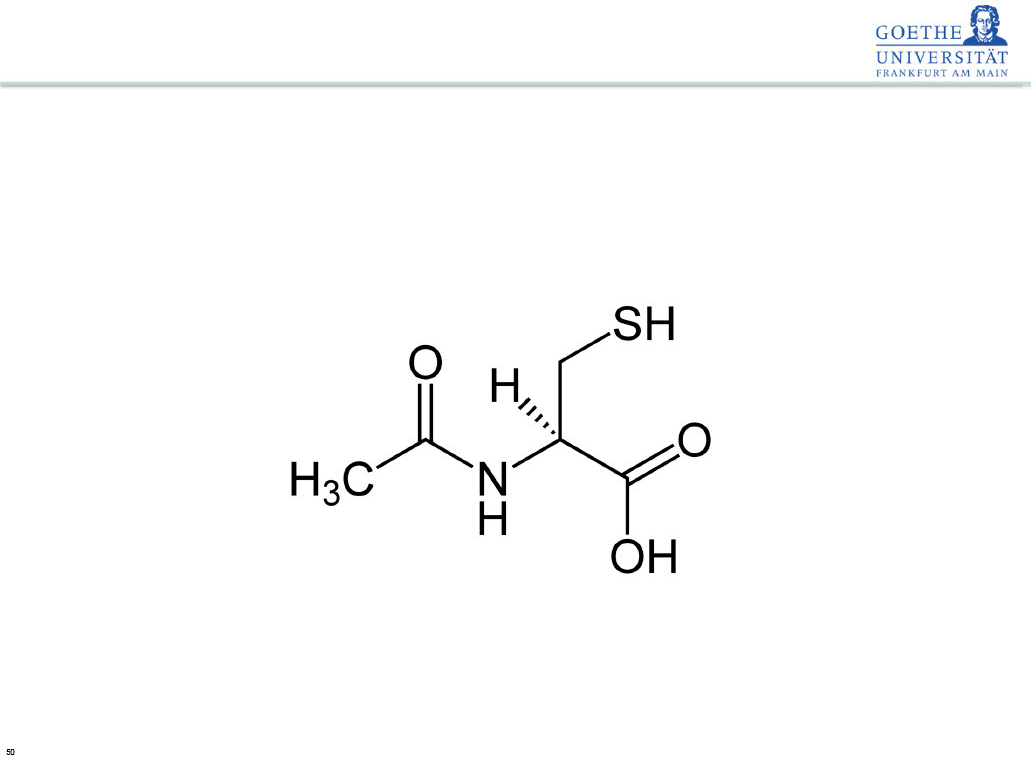 GOETHE
UNIVERSITÄT
FRANKFURT AM MAIN
SH
O
H
O
H₃C
N
H
OH
50